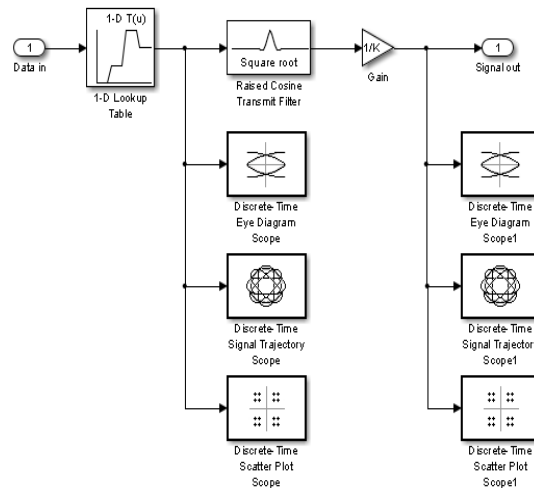 1
Data in
1-D T(u)
1-D Lookup
Table
Square root
Raised Cosine
Transmit Filter
1/K
Gain
1
Signal out
Discrete-Time
Eye Diagram
Scope
Discrete-Time
Eye Diagram
Scope1
Discrete-Time
Signal Trajectory
Scope
Discrete-Time
Signal Trajector
Scope1
Discrete-Time
Scatter Plot
Scope
Discrete-Time
Scatter Plot
Scope1